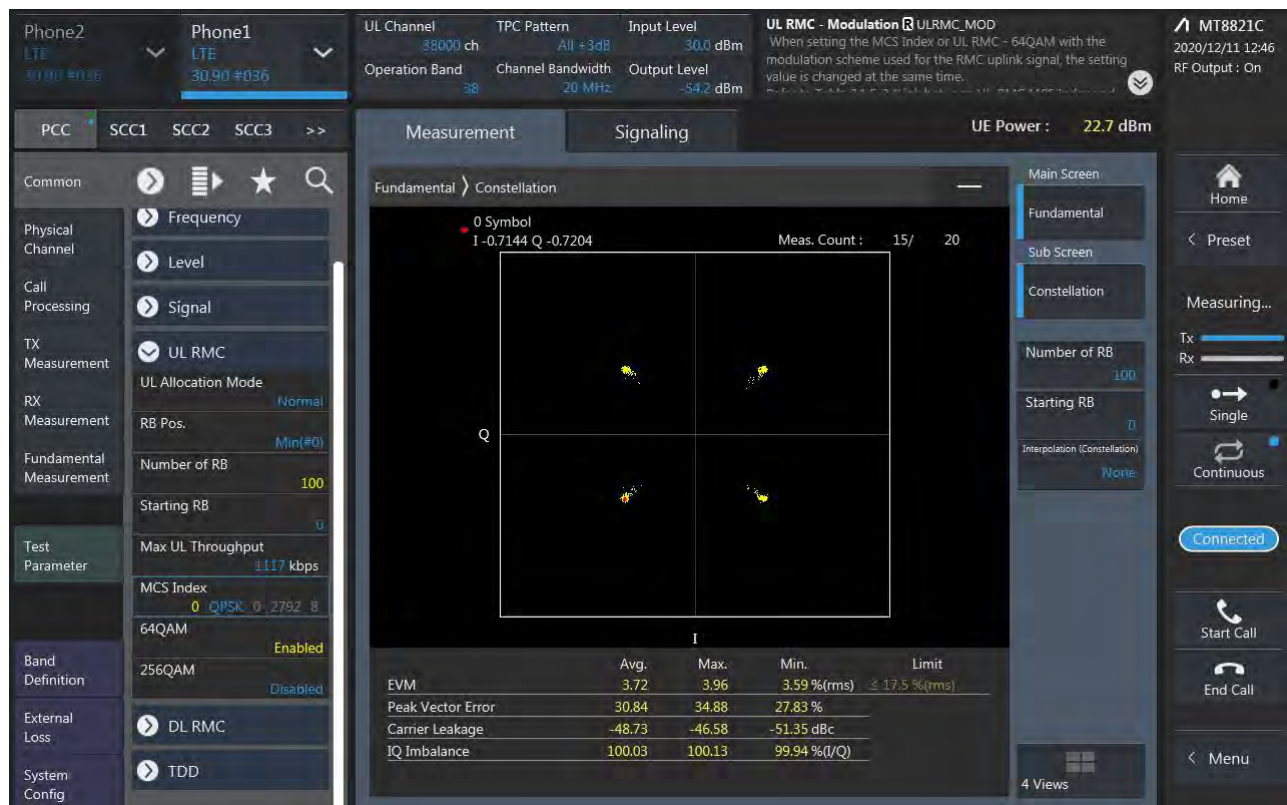 Phone2
LTE
30.90 #036
Phone1
LTE
30.90 #036
UL Channel
38000 ch
TPC Pattern
All +3dB
Input Level
30.0 dBm
Operation Band
38
Channel Bandwidth
20 MHz
Output Level
-54.2 dBm
UL RMC - Modulation R ULRMC_MOD
When setting the MCS Index or UL RMC - 64QAM with the
modulation scheme used for the RMC uplink signal, the setting
value is changed at the same time.
MT8821C
2020/12/11 12:46
RF Output : On
PCC
SCC1
SCC2
SCC3
>>
Measurement
Signaling
UE Power : 22.7 dBm
Common
Physical
Channel
Call
Processing
TX
Measurement
RX
Measurement
Fundamental
Measurement
Test
Parameter
Band
Definition
External
Loss
System
Config
Frequency
Level
Signal
UL RMC
UL Allocation Mode
Normal
RB Pos.
Min(#0)
Number of RB
100
Starting RB
0
Max UL Throughput
1117 kbps
MCS Index
0 QPSK 0 2792 8
64QAM
Enabled
256QAM
Disabled
DL RMC
TDD
Fundamental 〉 Constellation
0 Symbol
I -0.7144 Q -0.7204
Meas. Count : 15/ 20
Q
I
Avg. Max. Min. Limit
EVM 3.72 3.96 3.59 %(rms) ≤ 17.5 %(rms)
Peak Vector Error 30.84 34.88 27.83 %
Carrier Leakage -48.73 -46.58 -51.35 dBc
IQ Imbalance 100.03 100.13 99.94 %(I/Q)
Main Screen
Fundamental
Sub Screen
Constellation
Number of RB
100
Starting RB
0
Interpolation (Constellation)
None
4 Views
Home
< Preset
Measuring...
Tx
Rx
Single
Continuous
Connected
Start Call
End Call
< Menu